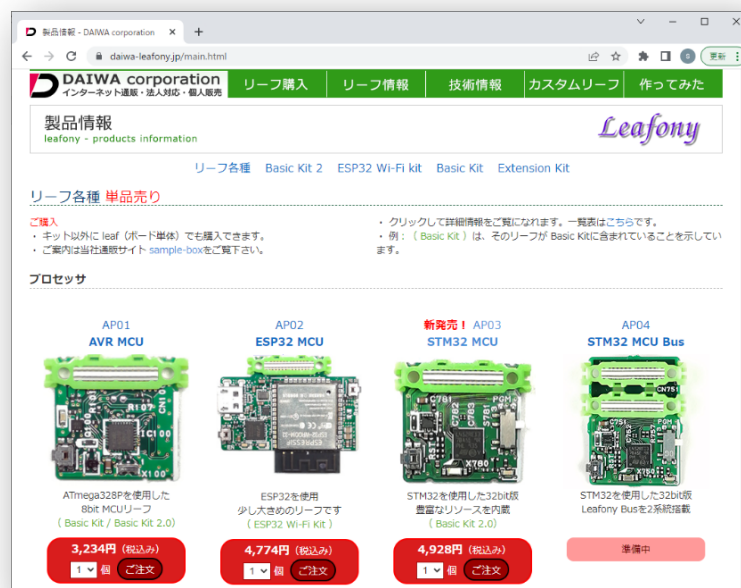 製品情報 - DAIWA corporation
daiwa-leafony.jp/main.html
更新
DAIWA corporation
インターネット通販・法人対応・個人販売
リーフ購入
リーフ情報
技術情報
カスタムリーフ
作ってみた
製品情報
leafony - products information
Leafony
リーフ各種 Basic Kit 2 ESP32 Wi-Fi kit Basic Kit Extension Kit
リーフ各種 単品売り
ご購入
・ キット以外に leaf（ボード単体）でも購入できます。
・ ご案内は当社通販サイト sample-boxをご覧下さい。
・ クリックして詳細情報をご覧になれます。一覧表はこちらです。
・ 例：（ Basic Kit ）は、そのリーフが Basic Kitに含まれていることを示してい
ます。
プロセッサ
AP01
AVR MCU
R107
CN10
IC100
X100
ATmega328Pを使用した
8bit MCUリーフ
（ Basic Kit / Basic Kit 2.0）
3,234円（税込み）
1 個 ご注文
AP02
ESP32 MCU
ESP32を使用
少し大きめのリーフです
（ ESP32 Wi-Fi Kit ）
4,774円（税込み）
1 個 ご注文
新発売！ AP03
STM32 MCU
C781
C782
C783
S781
PGM
X780
STM32を使用した32bit版
豊富なリソースを内蔵
（ Basic Kit 2.0）
4,928円（税込み）
1 個 ご注文
AP04
STM32 MCU Bus
CN751
C751
PGM
X750
STM32を使用した32bit版
Leafony Busを2系統搭載
準備中